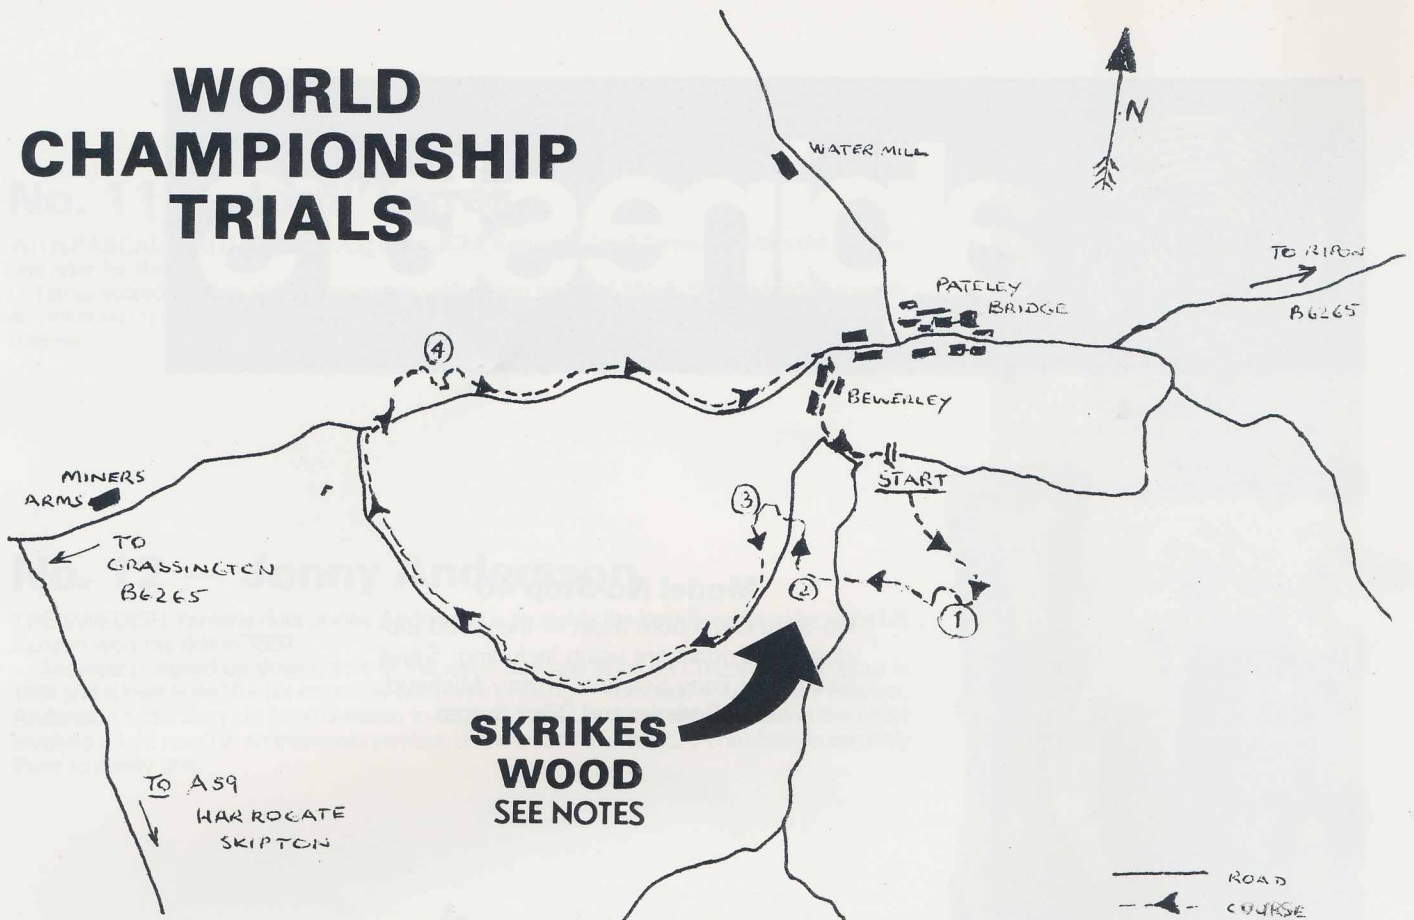 WORLD
CHAMPIONSHIP
TRIALS
N
WATER MILL
TO RIPON
B6265
PATELEY
BRIDGE
4
BEWERLEY
MINERS
ARMS
START
3
TO
GRASSINGTON
B6265
2
1
SKRIKES
WOOD
SEE NOTES
TO A59
HARROGATE
SKIPTON
ROAD
COURSE